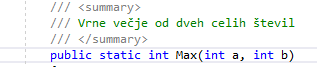 /// <summary>
/// Vrne večje od dveh celih števil
/// </summary>
public static int Max(int a, int b)